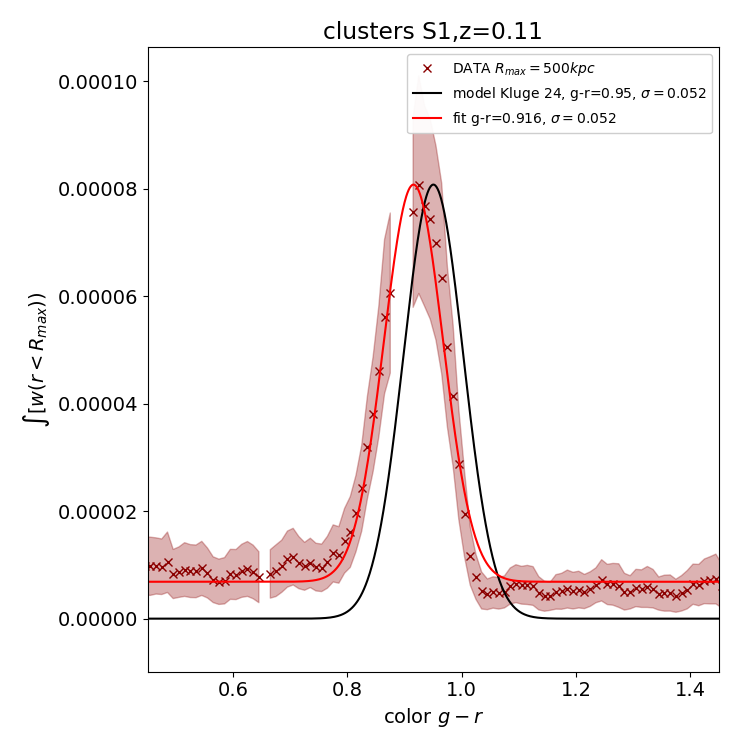 clusters S1,z=0.11
DATA $R_{max} = 500kpc$
model Kluge 24, g-r=0.95, $\sigma = 0.052$
fit g-r=0.916, $\sigma = 0.052$
0.00010
0.00008
0.00006
0.00004
0.00002
0.00000
$\int [w(r < R_{max}))$
0.6 0.8 1.0 1.2 1.4
color $g - r$